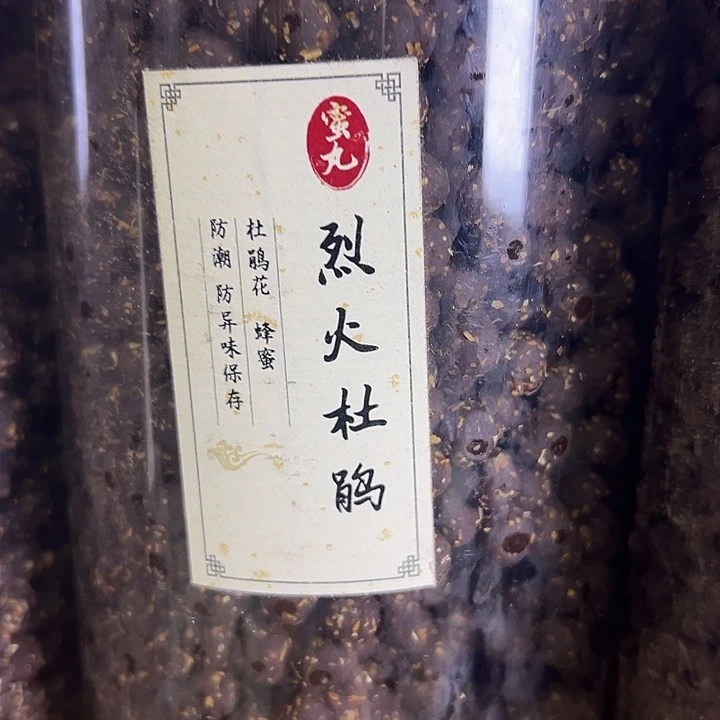 蜜丸
烈火杜鹃
杜鹃花 蜂蜜
防潮 防异味保存